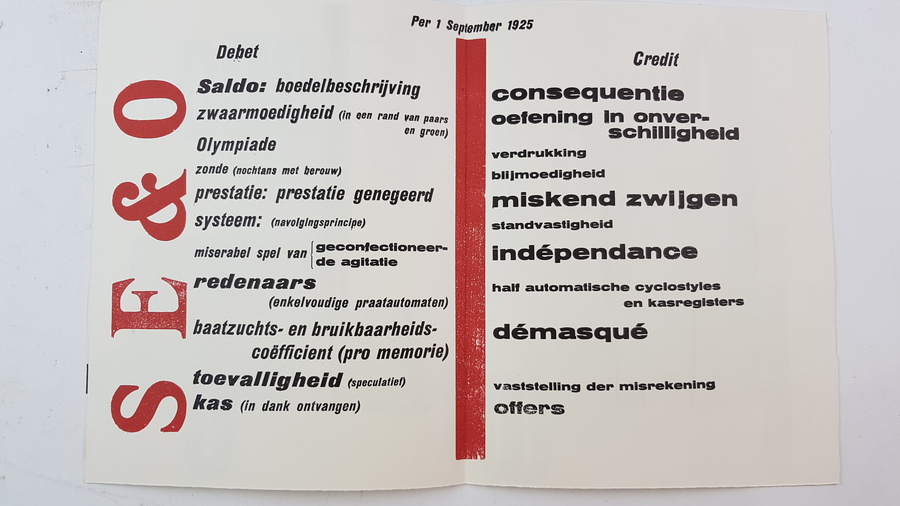 Per 1 September 1925
Debet
Saldo: boedelbeschrijving
zwaarmoedigheid (in een rand van paars
en groen)
Olympiade
zonde (nochtans met berouw)
prestatie: prestatie genegeerd
systeem: (navolgingsprincipe)
miserabel spel van geconfectioneer-
de agitatie
redenaars
(enkelvoudige praatautomaten)
baatzuchts- en bruikbaarheids-
coëfficient (pro memorie)
toevalligheid (speculatief)
kas (in dank ontvangen)
S E & O
Credit
consequentie
oefening in onver-
schilligheid
verdrukking
blijmoedigheid
miskend zwijgen
standvastigheid
indépendance
half automatische cyclostyles
en kasregisters
démasqué
vaststelling der misrekening
offers